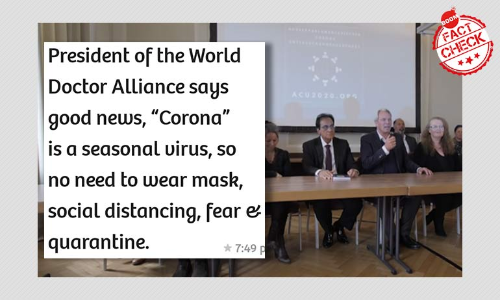 President of the World
Doctor Alliance says
good news, “Corona”
is a seasonal virus, so
no need to wear mask,
social distancing, fear &
quarantine.
7:49 p
ACU2020.ORG
BOOM
FACT
CHECK